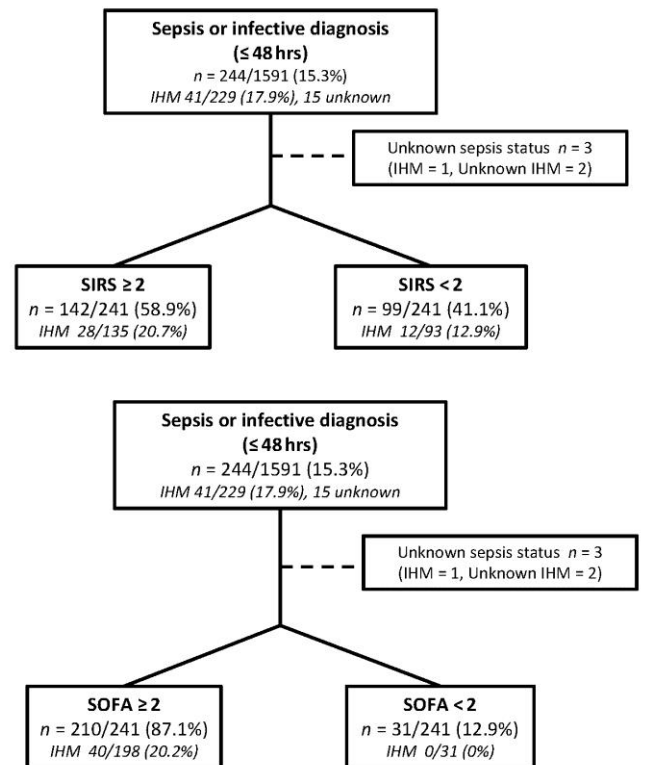 Sepsis or infective diagnosis
(≤ 48 hrs)
n = 244/1591 (15.3%)
IHM 41/229 (17.9%), 15 unknown
Unknown sepsis status n = 3
(IHM = 1, Unknown IHM = 2)
SIRS ≥ 2
n = 142/241 (58.9%)
IHM 28/135 (20.7%)
SIRS < 2
n = 99/241 (41.1%)
IHM 12/93 (12.9%)
Sepsis or infective diagnosis
(≤ 48 hrs)
n = 244/1591 (15.3%)
IHM 41/229 (17.9%), 15 unknown
Unknown sepsis status n = 3
(IHM = 1, Unknown IHM = 2)
SOFA ≥ 2
n = 210/241 (87.1%)
IHM 40/198 (20.2%)
SOFA < 2
n = 31/241 (12.9%)
IHM 0/31 (0%)